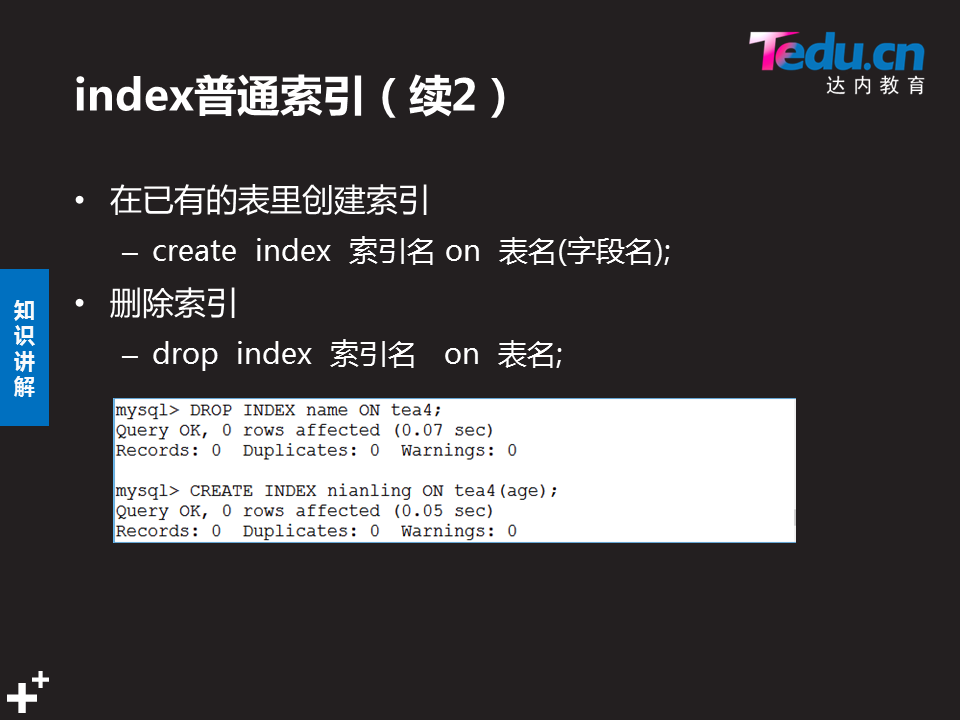 Tedu.cn
达内教育
index普通索引（续2）
• 在已有的表里创建索引
– create index 索引名 on 表名(字段名);
• 删除索引
– drop index 索引名 on 表名;
知识讲解
mysql> DROP INDEX name ON tea4;
Query OK, 0 rows affected (0.07 sec)
Records: 0 Duplicates: 0 Warnings: 0
mysql> CREATE INDEX nianling ON tea4(age);
Query OK, 0 rows affected (0.05 sec)
Records: 0 Duplicates: 0 Warnings: 0